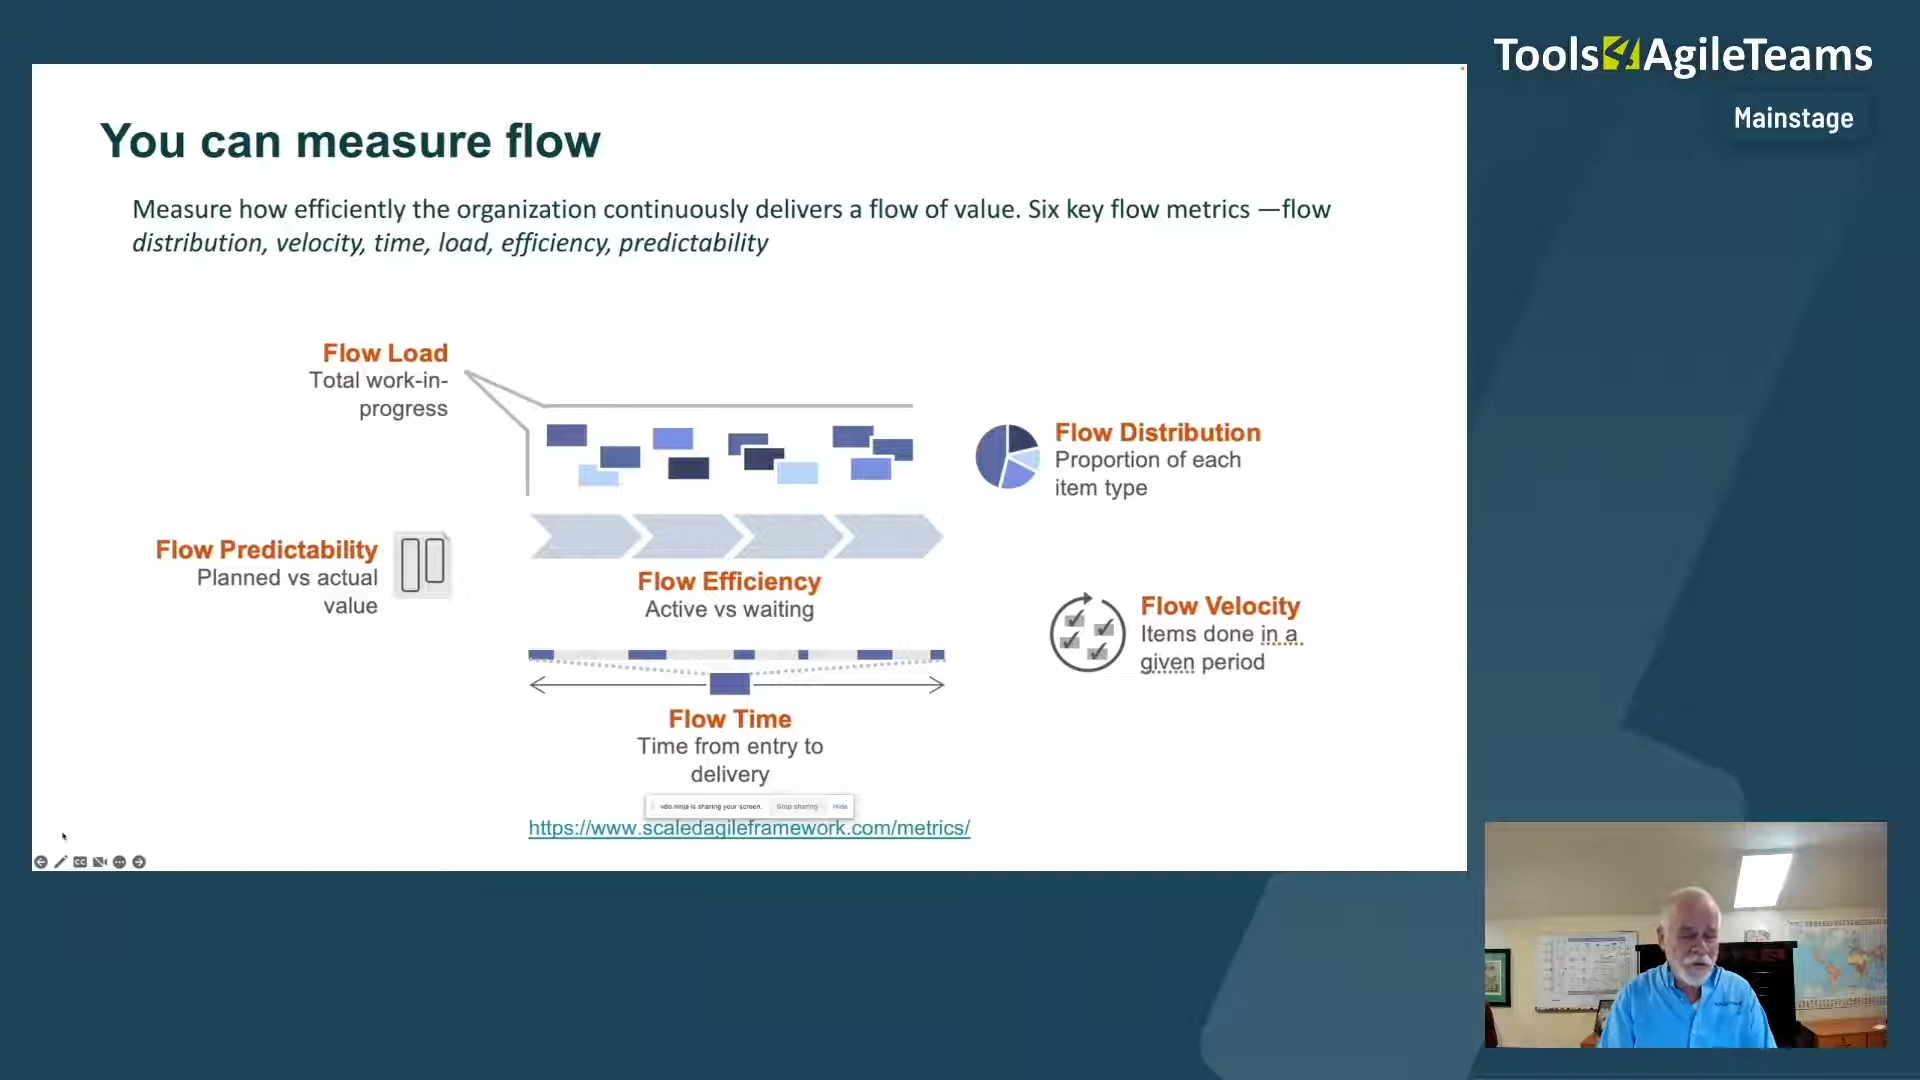 Tools4AgileTeams
Mainstage
You can measure flow
Measure how efficiently the organization continuously delivers a flow of value. Six key flow metrics —flow
distribution, velocity, time, load, efficiency, predictability
Flow Load
Total work-in-
progress
Flow Distribution
Proportion of each
item type
Flow Predictability
Planned vs actual
value
Flow Efficiency
Active vs waiting
Flow Velocity
Items done in a
given period
Flow Time
Time from entry to
delivery
vdo.ninja is sharing your screen.
Stop sharing
Hide
https://www.scaledagileframework.com/metrics/
CC